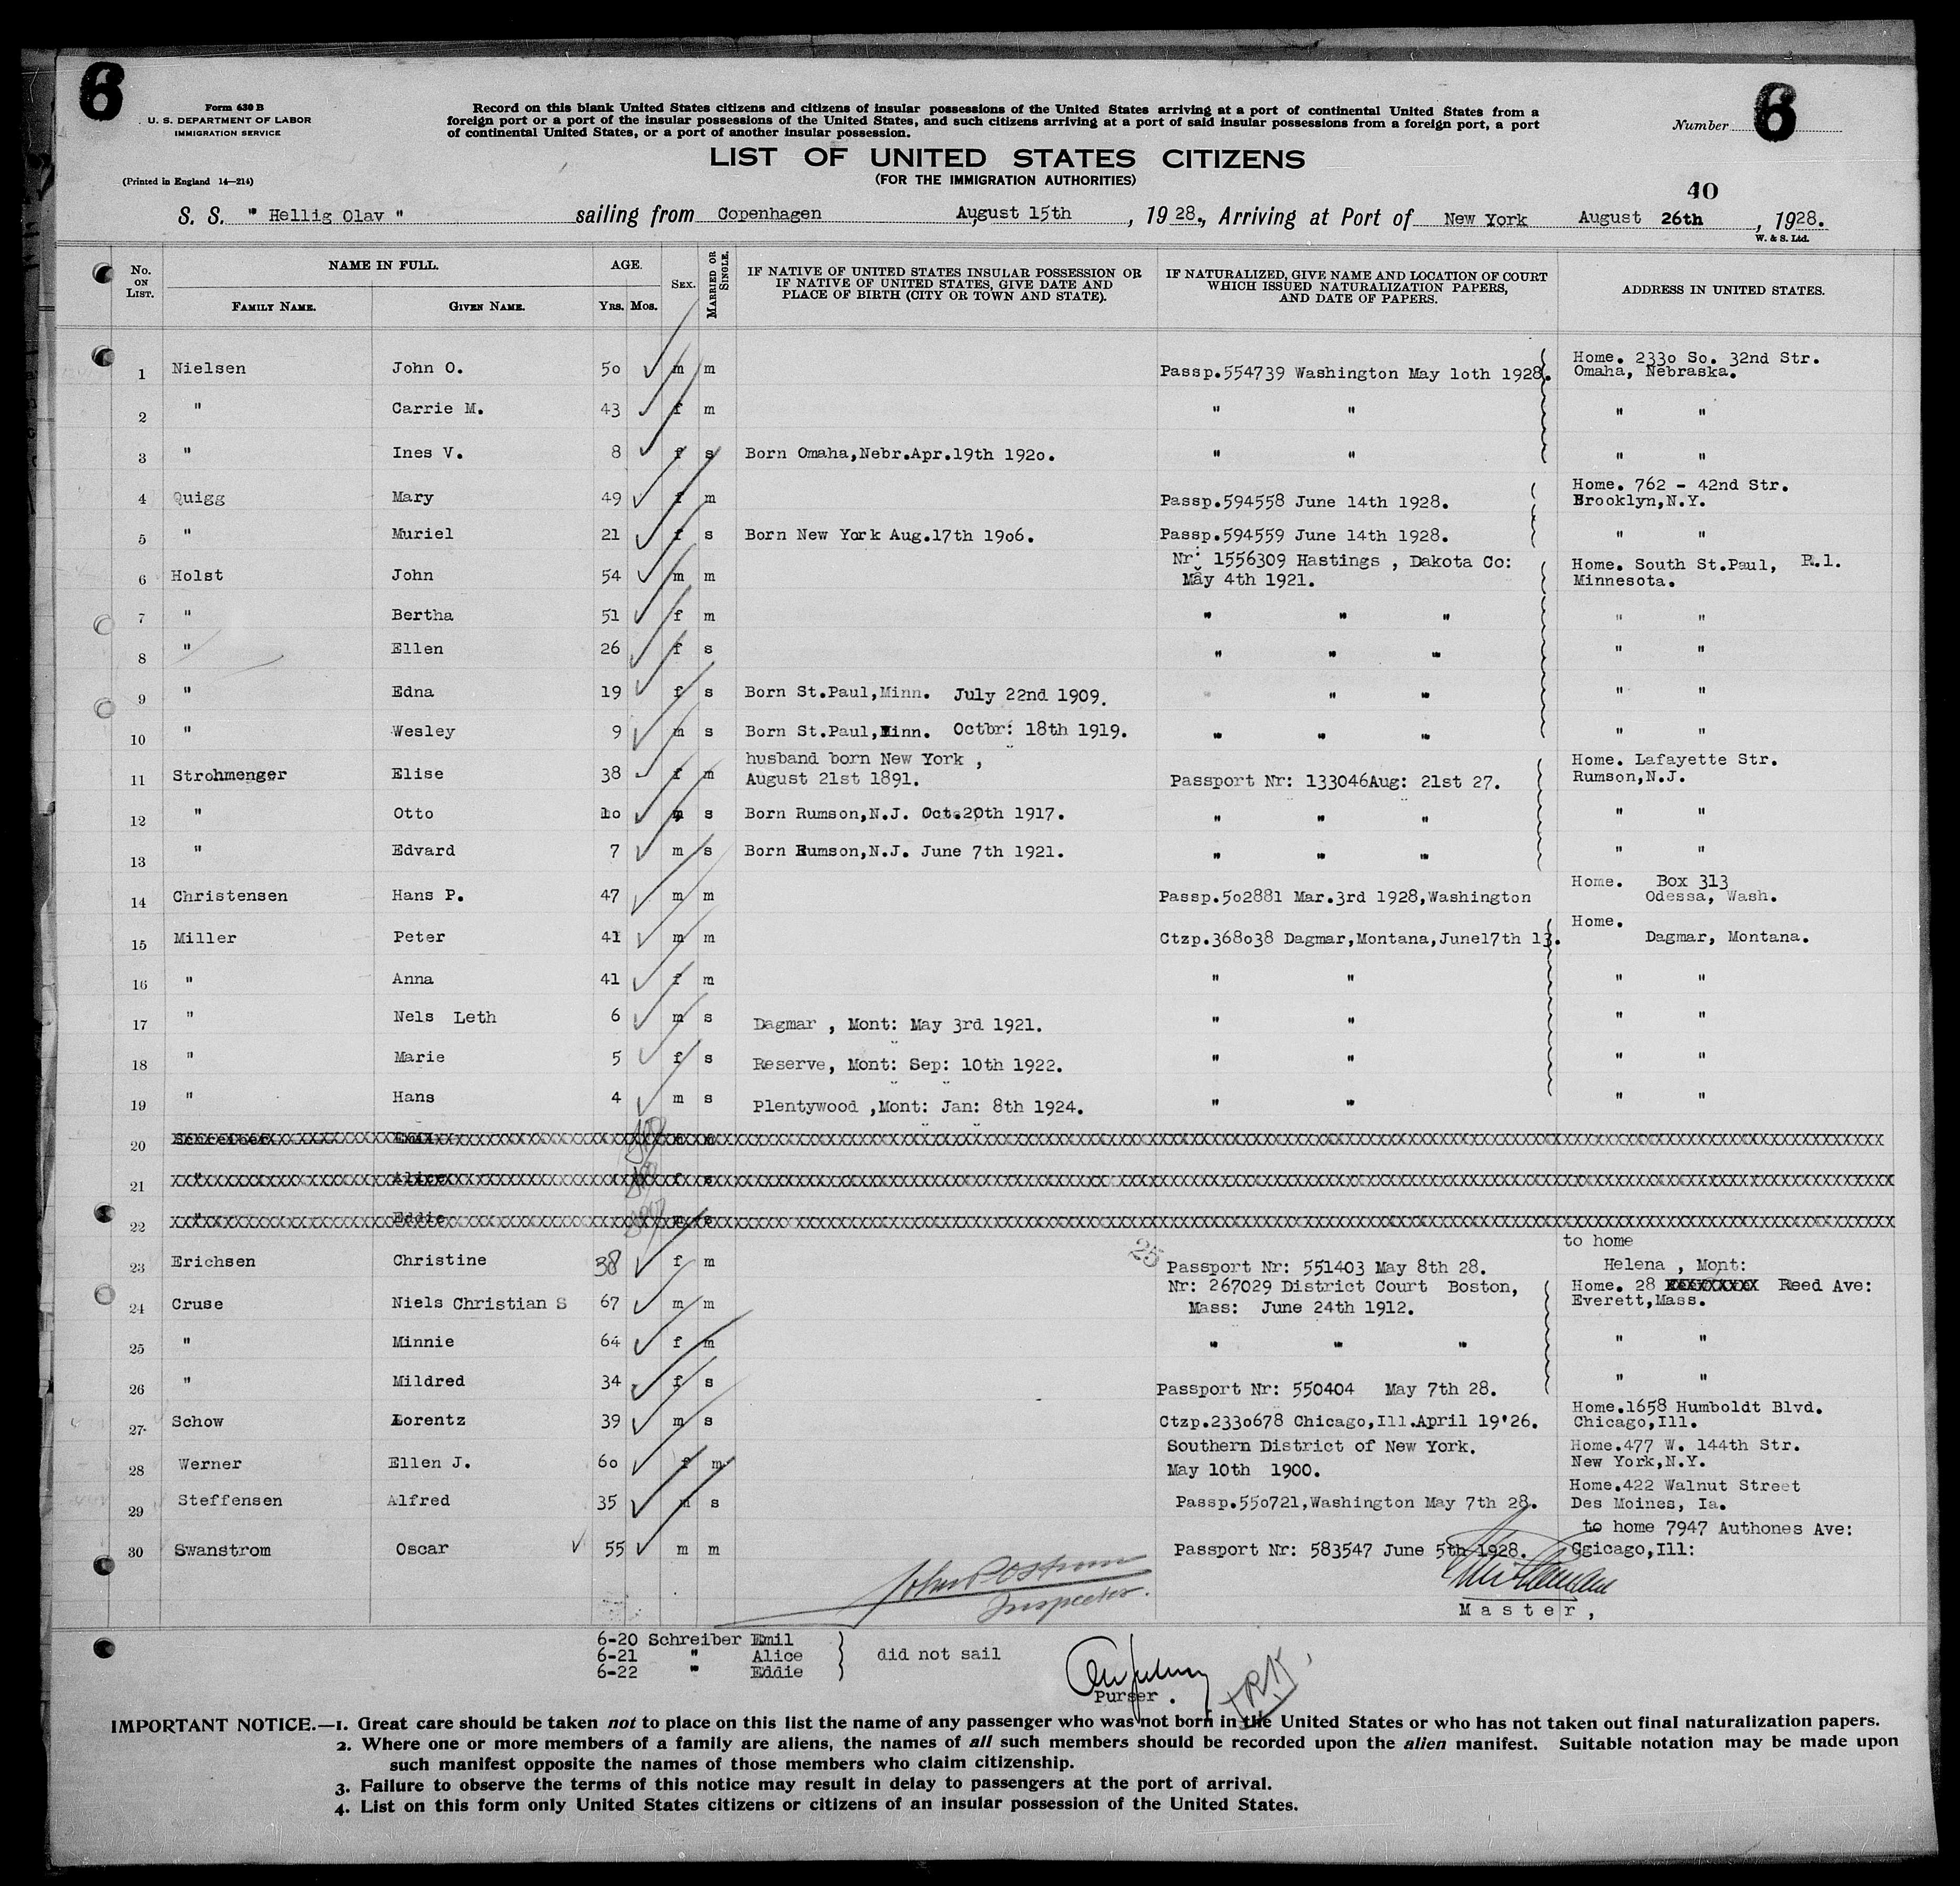 6
6
Form 630 B
U. S. DEPARTMENT OF LABOR
IMMIGRATION SERVICE
(Printed in England 14—214)
Record on this blank United States citizens and citizens of insular possessions of the United States arriving at a port of continental United States from a
foreign port or a port of the insular possessions of the United States, and such citizens arriving at a port of said insular possessions from a foreign port, a port
of continental United States, or a port of another insular possession.
Number
LIST OF UNITED STATES CITIZENS
(FOR THE IMMIGRATION AUTHORITIES)
40
S. S. " Hellig Olav " sailing from Copenhagen August 15th, 1928., Arriving at Port of New York August 26th, 1928.
W. & S. Ltd.
No. ON LIST. NAME IN FULL. FAMILY NAME. GIVEN NAME. AGE. YRS. MOS. SEX. MARRIED OR SINGLE. IF NATIVE OF UNITED STATES INSULAR POSSESSION OR IF NATIVE OF UNITED STATES, GIVE DATE AND PLACE OF BIRTH (CITY OR TOWN AND STATE). IF NATURALIZED, GIVE NAME AND LOCATION OF COURT WHICH ISSUED NATURALIZATION PAPERS, AND DATE OF PAPERS. ADDRESS IN UNITED STATES.
1 Nielsen John O. 50 m m Passp.554739 Washington May 10th 1928. Home. 2330 So. 32nd Str. Omaha, Nebraska.
2 " Carrie M. 43 f m " " " "
3 " Ines V. 8 f s Born Omaha,Nebr.Apr.19th 1920. " " " "
4 Quigg Mary 49 f m Passp.594558 June 14th 1928. Home. 762 - 42nd Str. Brooklyn,N.Y.
5 " Muriel 21 f s Born New York Aug.17th 1906. Passp.594559 June 14th 1928. " "
6 Holst John 54 m m Nr: 1556309 Hastings , Dakota Co: May 4th 1921. Home. South St.Paul, R.1. Minnesota.
7 " Bertha 51 f m " " " " "
8 " Ellen 26 f s " " " " "
9 " Edna 19 f s Born St.Paul,Minn. July 22nd 1909. " " " " "
10 " Wesley 9 m s Born St.Paul,Minn. Octbr: 18th 1919. " " " " "
11 Strohmenger Elise 38 f m husband born New York , August 21st 1891. Passport Nr: 133046Aug: 21st 27. Home. Lafayette Str. Rumson,N.J.
12 " Otto 10 m s Born Rumson,N.J. Oct.20th 1917. " " " " "
13 " Edvard 7 m s Born Rumson,N.J. June 7th 1921. " " " " "
14 Christensen Hans P. 47 m m Passp.502881 Mar.3rd 1928,Washington Home. Box 313 Odessa, Wash.
15 Miller Peter 41 m m Ctzp.368038 Dagmar,Montana,June17th 13. Home. Dagmar, Montana.
16 " Anna 41 f m " " " "
17 " Nels Leth 6 m s Dagmar , Mont: May 3rd 1921. " " " "
18 " Marie 5 f s Reserve, Mont: Sep: 10th 1922. " " " "
19 " Hans 4 m s Plentywood ,Mont: Jan: 8th 1924. " " " "
20 Schreiber Emil
21 " Alice f s
22 " Eddie m s
23 Erichsen Christine 38 f m 25 Passport Nr: 551403 May 8th 28. to home Helena , Mont:
24 Cruse Niels Christian S 67 m m Nr: 267029 District Court Boston, Mass: June 24th 1912. Home. 28 Reed Ave: Everett,Mass.
25 " Minnie 64 f m " " " " "
26 " Mildred 34 f s Passport Nr: 550404 May 7th 28. " "
27 Schow Lorentz 39 m s Ctzp.2330678 Chicago,Ill.April 19'26. Home.1658 Humboldt Blvd. Chicago,Ill.
28 Werner Ellen J. 60 f m Southern District of New York. May 10th 1900. Home.477 W. 144th Str. New York,N.Y.
29 Steffensen Alfred 35 m s Passp.550721,Washington May 7th 28. Home.422 Walnut Street Des Moines, Ia.
30 Swanstrom Oscar 55 m m Passport Nr: 583547 June 5th 1928. to home 7947 Authones Ave: Cgicago,Ill:
Inspector.
Master,
6-20 Schreiber Emil
6-21 " Alice } did not sail
6-22 " Eddie
Purser.
IMPORTANT NOTICE.—1. Great care should be taken not to place on this list the name of any passenger who was not born in the United States or who has not taken out final naturalization papers.
2. Where one or more members of a family are aliens, the names of all such members should be recorded upon the alien manifest. Suitable notation may be made upon
such manifest opposite the names of those members who claim citizenship.
3. Failure to observe the terms of this notice may result in delay to passengers at the port of arrival.
4. List on this form only United States citizens or citizens of an insular possession of the United States.